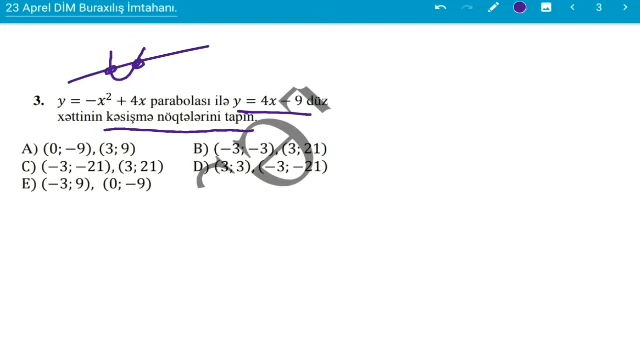 23 Aprel DİM Buraxılış İmtahanı.
3
3. y = −x² + 4x parabolası ilə y = 4x − 9 düz
xəttinin kəsişmə nöqtələrini tapın.
A) (0; −9), (3; 9) B) (−3; −3), (3; 21)
C) (−3; −21), (3; 21) D) (3; 3), (−3; −21)
E) (−3; 9), (0; −9)